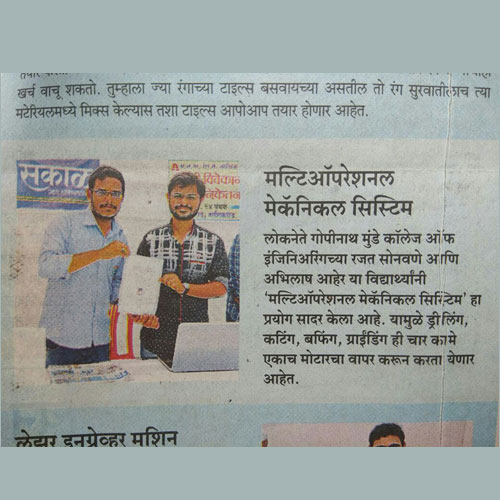 खर्च वाचू शकतो. तुम्हाला ज्या रंगाच्या टाइल्स बसवायच्या असतील तो रंग सुरवातीलाच त्या
मटेरियलमध्ये मिक्स केल्यास तशा टाइल्स आपोआप तयार होणार आहेत.
सकाळ
मल्टिऑपरेशनल
मेकॅनिकल सिस्टिम
लोकनेते गोपीनाथ मुंडे कॉलेज ऑफ
इंजिनिअरिंगच्या रजत सोनवणे आणि
अभिलाष आहेर या विद्यार्थ्यांनी
‘मल्टिऑपरेशनल मेकॅनिकल सिस्टिम’ हा
प्रयोग सादर केला आहे. यामुळे ड्रीलिंग,
कटिंग, बफिंग, ग्राईंडिंग ही चार कामे
एकाच मोटारचा वापर करून करता येणार
आहेत.
लेझर इनग्रेव्हर मशिन